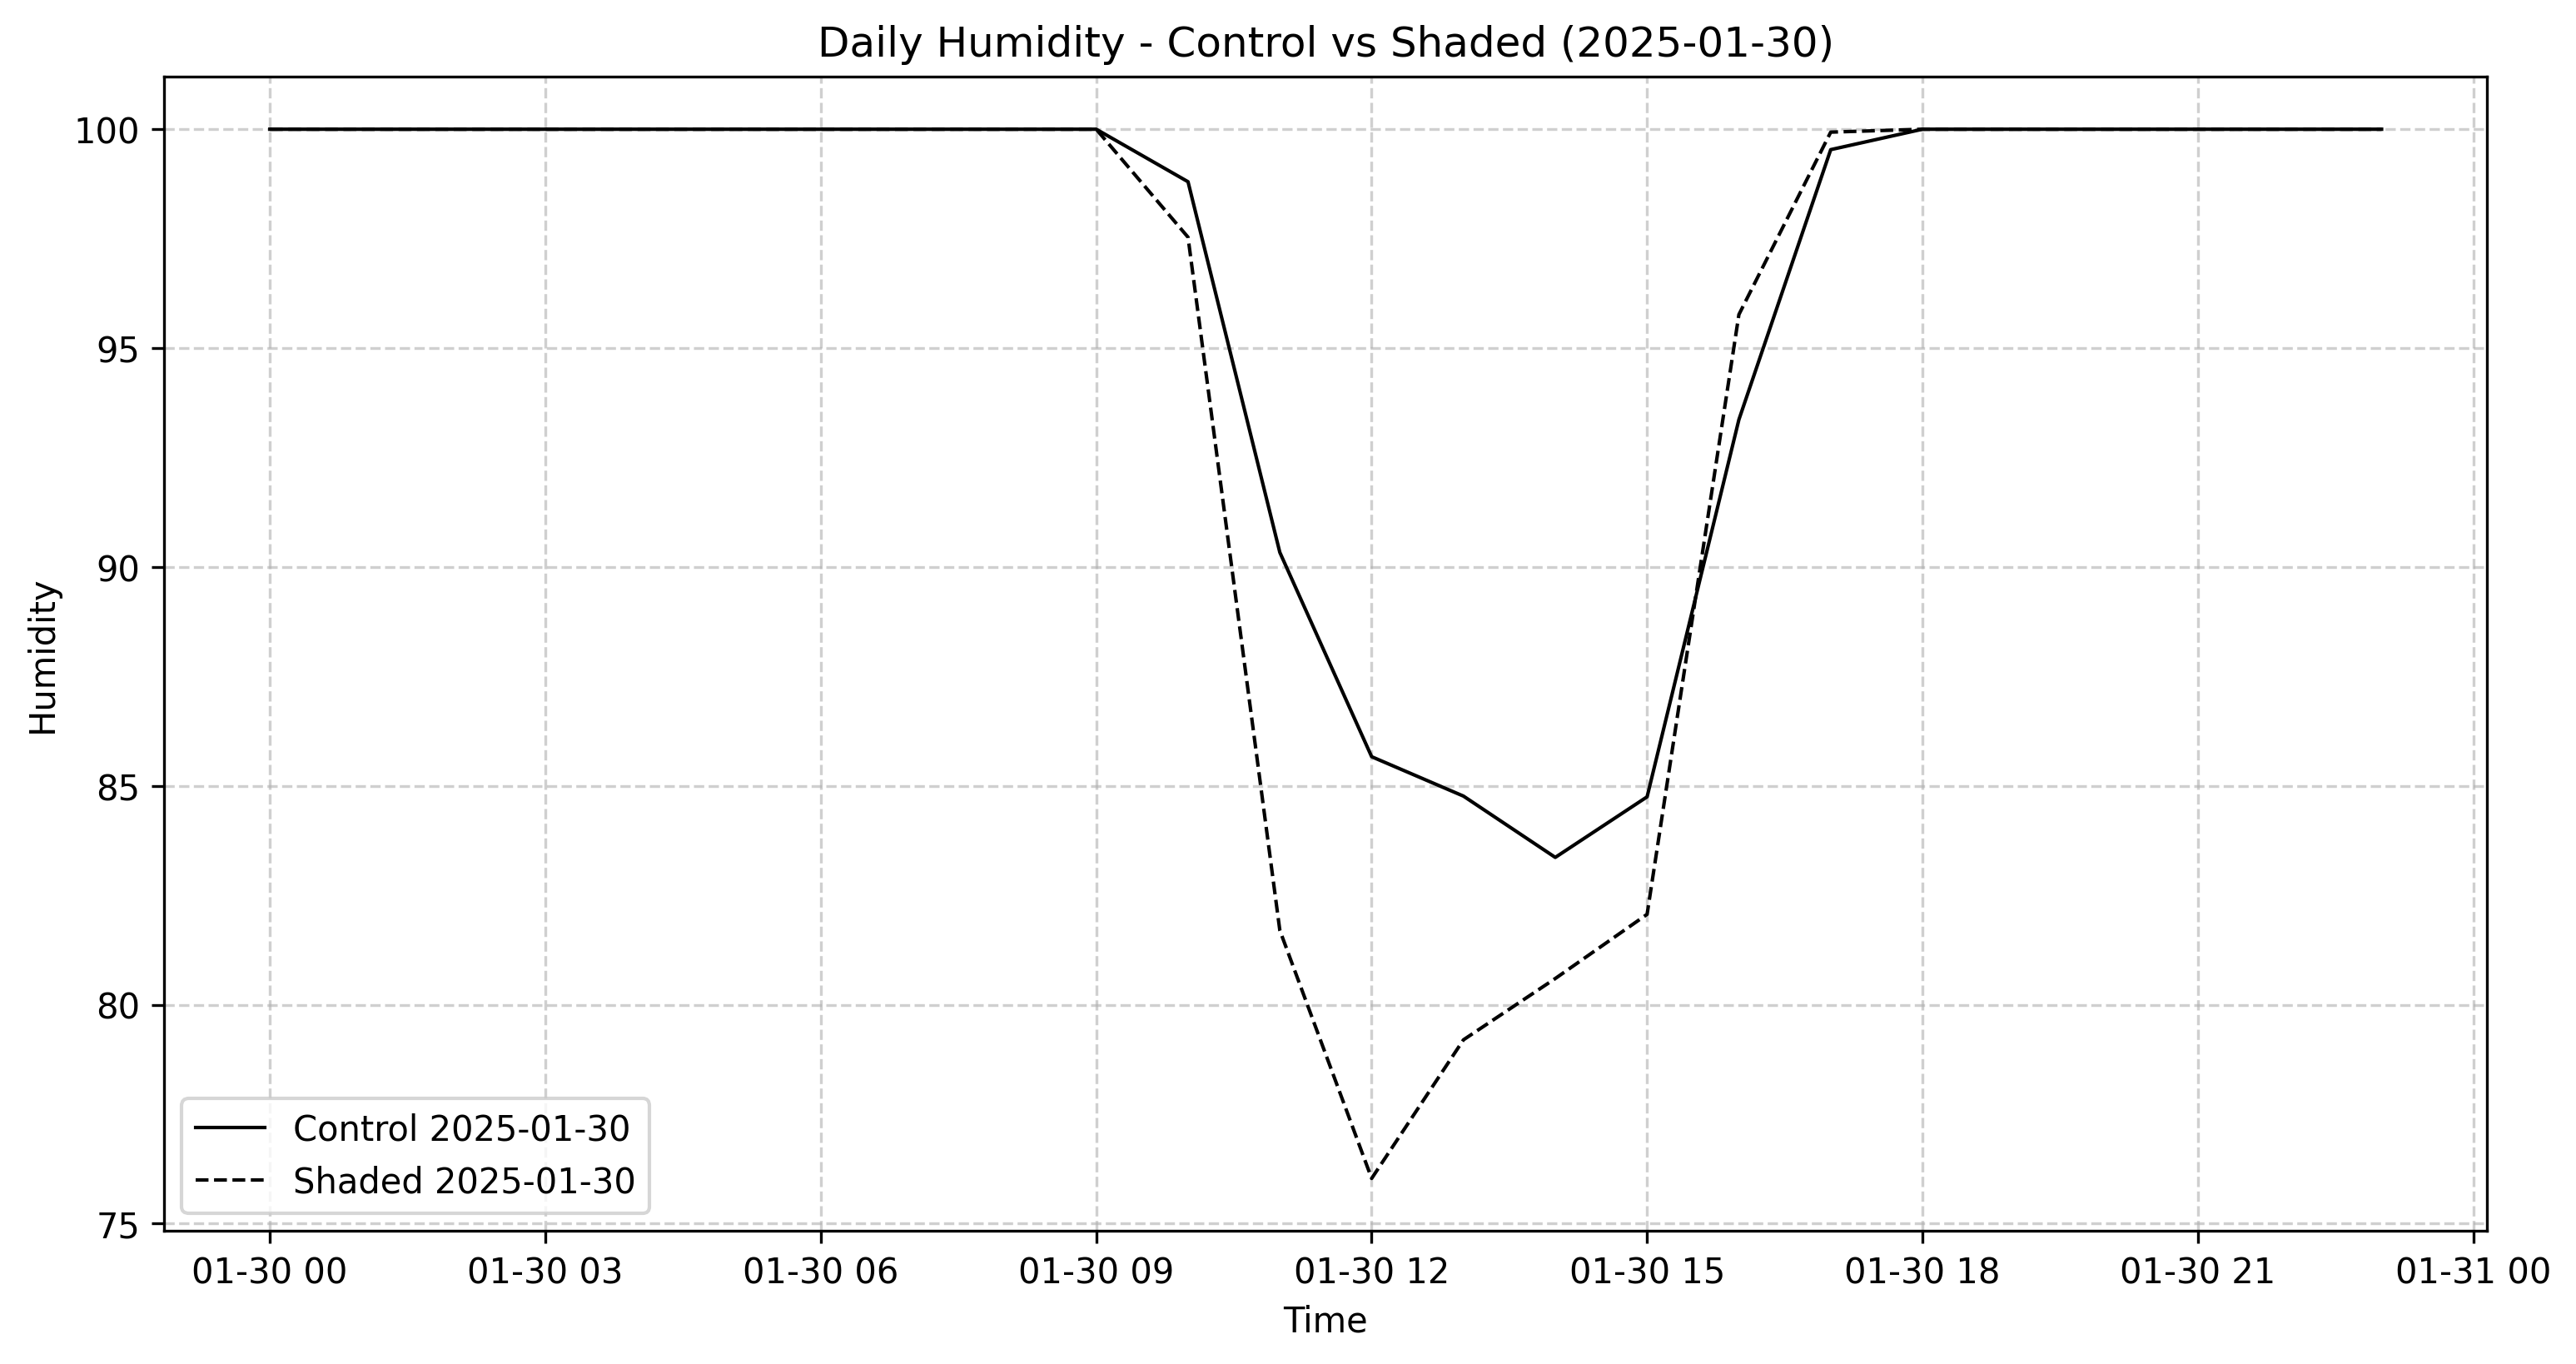 Daily Humidity - Control vs Shaded (2025-01-30)
100
95
90
85
80
75
Humidity
Control 2025-01-30
Shaded 2025-01-30
01-30 00 01-30 03 01-30 06 01-30 09 01-30 12 01-30 15 01-30 18 01-30 21 01-31 00
Time